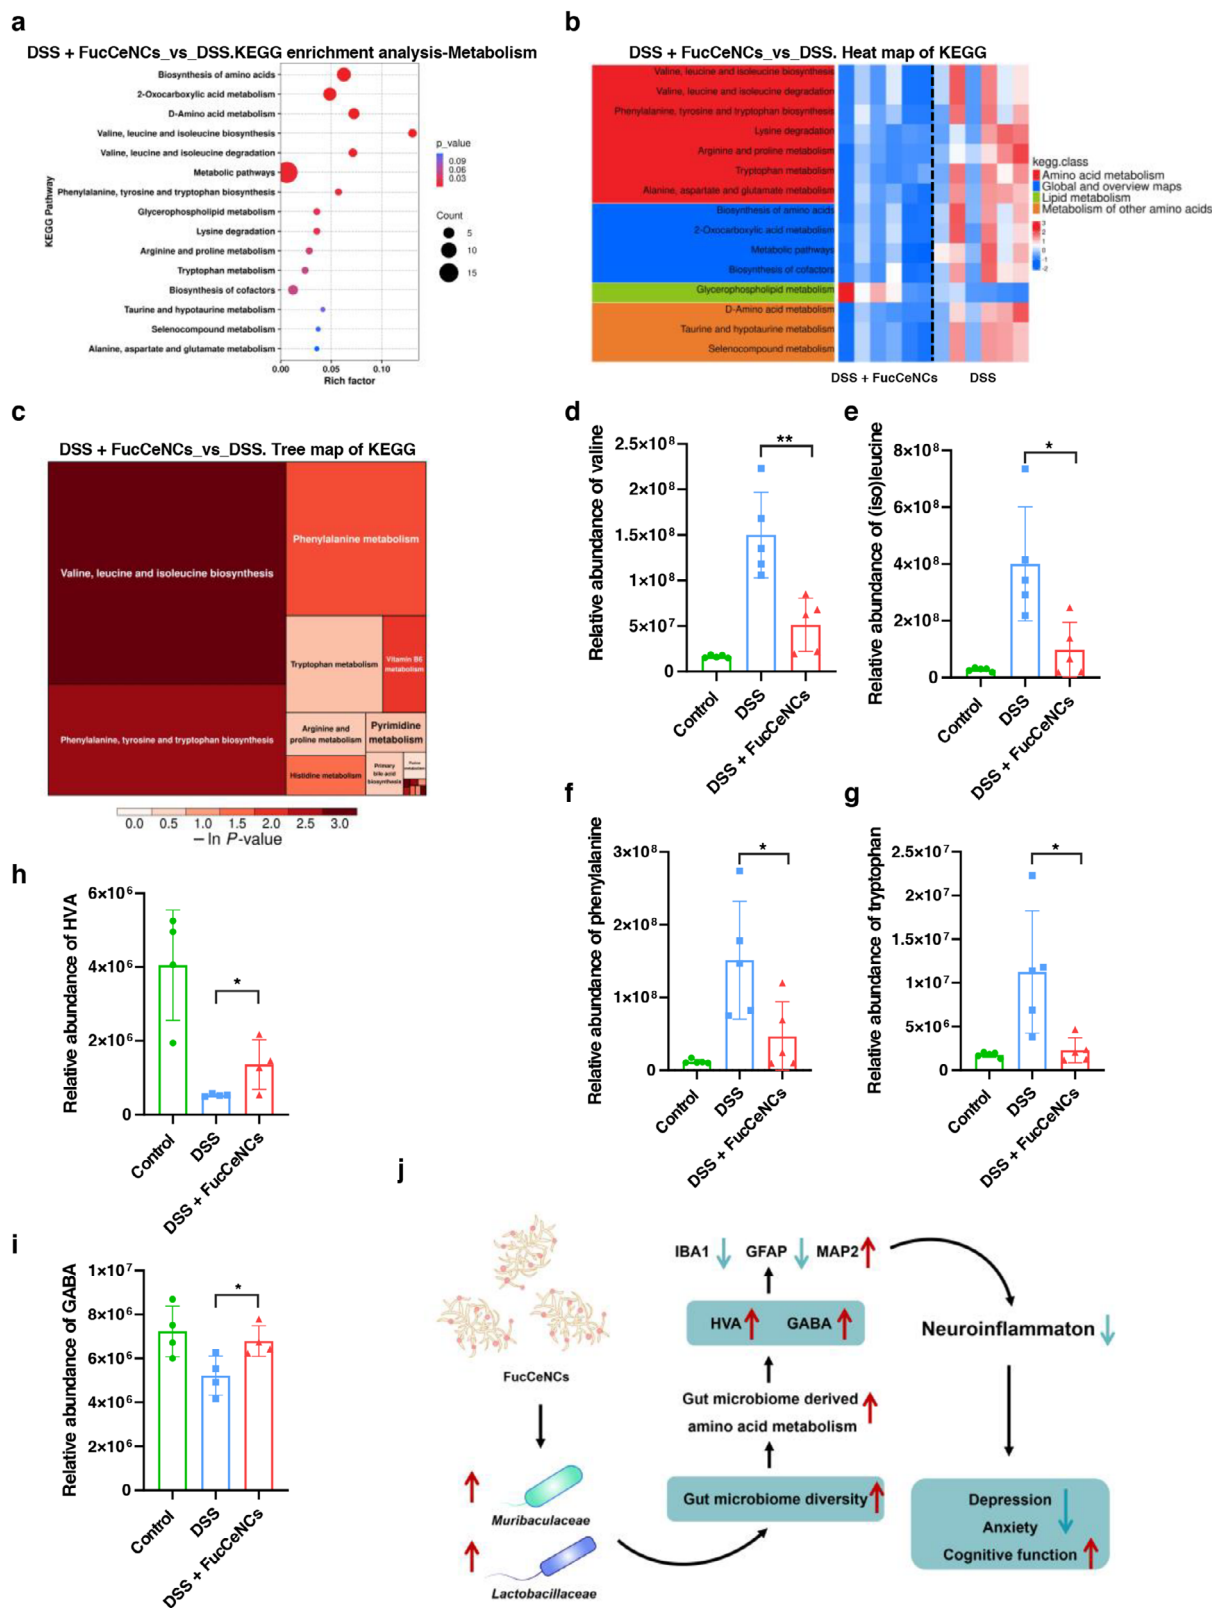 a
DSS + FucCeNCs_vs_DSS.KEGG enrichment analysis-Metabolism
KEGG Pathway
Biosynthesis of amino acids
2-Oxocarboxylic acid metabolism
D-Amino acid metabolism
Valine, leucine and isoleucine biosynthesis
Valine, leucine and isoleucine degradation
Metabolic pathways
Phenylalanine, tyrosine and tryptophan biosynthesis
Glycerophospholipid metabolism
Lysine degradation
Arginine and proline metabolism
Tryptophan metabolism
Biosynthesis of cofactors
Taurine and hypotaurine metabolism
Selenocompound metabolism
Alanine, aspartate and glutamate metabolism
0.00 0.05 0.10
Rich factor
p_value
0.09
0.06
0.03
Count
5
10
15
b
DSS + FucCeNCs_vs_DSS. Heat map of KEGG
Valine, leucine and isoleucine biosynthesis
Valine, leucine and isoleucine degradation
Phenylalanine, tyrosine and tryptophan biosynthesis
Lysine degradation
Arginine and proline metabolism
Tryptophan metabolism
Alanine, aspartate and glutamate metabolism
Biosynthesis of amino acids
2-Oxocarboxylic acid metabolism
Metabolic pathways
Biosynthesis of cofactors
Glycerophospholipid metabolism
D-Amino acid metabolism
Taurine and hypotaurine metabolism
Selenocompound metabolism
DSS + FucCeNCs DSS
kegg.class
Amino acid metabolism
Global and overview maps
Lipid metabolism
Metabolism of other amino acids
3
2
1
0
-1
-2
c
DSS + FucCeNCs_vs_DSS. Tree map of KEGG
Valine, leucine and isoleucine biosynthesis
Phenylalanine, tyrosine and tryptophan biosynthesis
Phenylalanine metabolism
Tryptophan metabolism
Vitamin B6
metabolism
Arginine and
proline metabolism
Pyrimidine
metabolism
Histidine metabolism
Primary
bile acid
biosynthesis
Purine
metabolism
0.0 0.5 1.0 1.5 2.0 2.5 3.0
− ln P-value
d
Relative abundance of valine
2.5×10⁸
2×10⁸
1.5×10⁸
1×10⁸
5×10⁷
0
**
Control
DSS
DSS + FucCeNCs
e
Relative abundance of (iso)leucine
8×10⁸
6×10⁸
4×10⁸
2×10⁸
0
*
Control
DSS
DSS + FucCeNCs
f
Relative abundance of phenylalanine
3×10⁸
2×10⁸
1×10⁸
0
*
Control
DSS
DSS + FucCeNCs
g
Relative abundance of tryptophan
2.5×10⁷
2×10⁷
1.5×10⁷
1×10⁷
5×10⁶
0
*
Control
DSS
DSS + FucCeNCs
h
Relative abundance of HVA
6×10⁶
4×10⁶
2×10⁶
0
*
Control
DSS
DSS + FucCeNCs
i
Relative abundance of GABA
1×10⁷
8×10⁶
6×10⁶
4×10⁶
2×10⁶
0
*
Control
DSS
DSS + FucCeNCs
j
FucCeNCs
Muribaculaceae
Lactobacillaceae
IBA1 GFAP MAP2
HVA GABA
Gut microbiome derived
amino acid metabolism
Gut microbiome diversity
Neuroinflammaton
Depression
Anxiety
Cognitive function